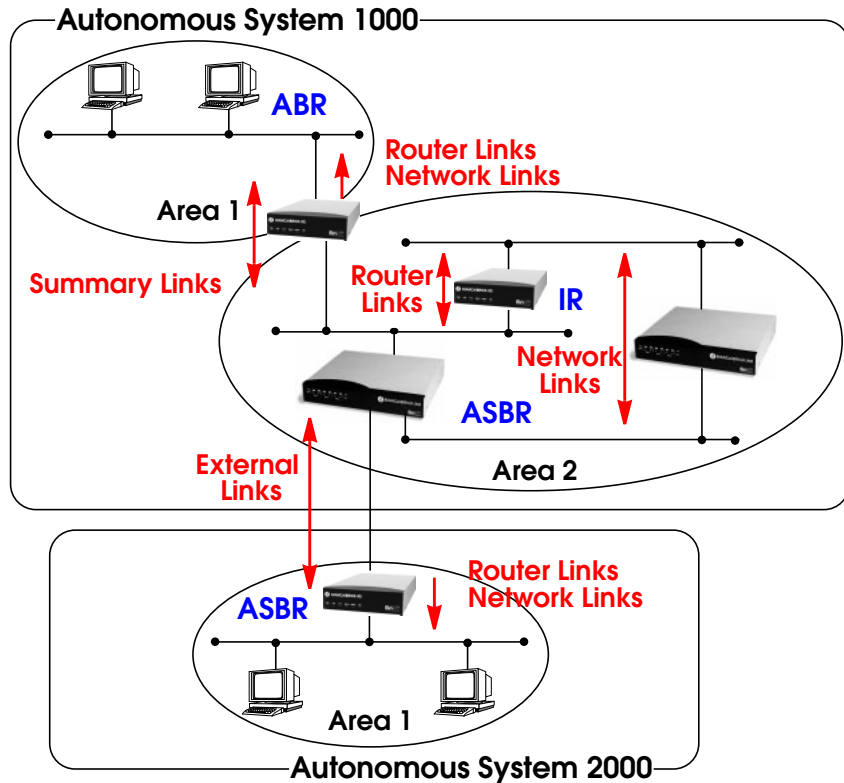 Autonomous System 1000
ABR
Router Links
Network Links
Area 1
Summary Links
Router
Links
IR
Network
Links
ASBR
External
Links
Area 2
Router Links
Network Links
ASBR
Area 1
Autonomous System 2000